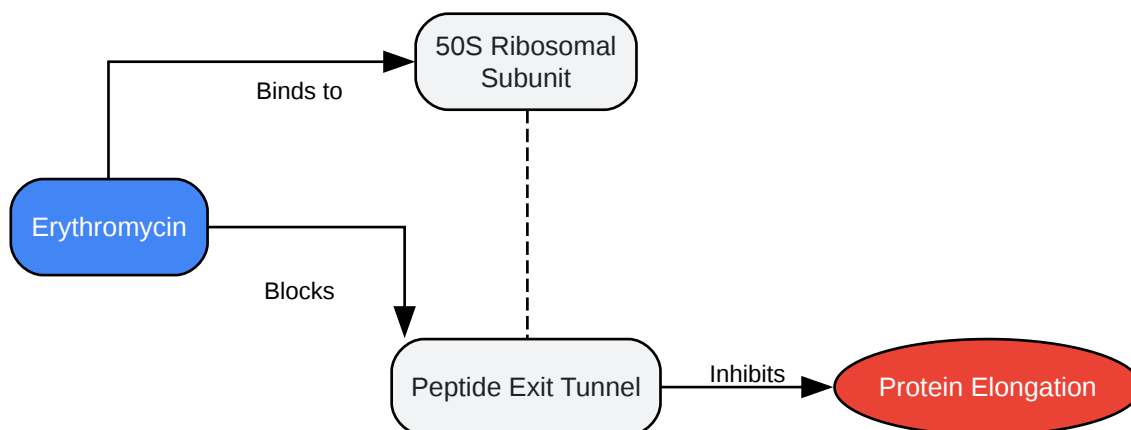 50S Ribosomal
Subunit
Binds to
Erythromycin
Blocks
Peptide Exit Tunnel
Inhibits
Protein Elongation